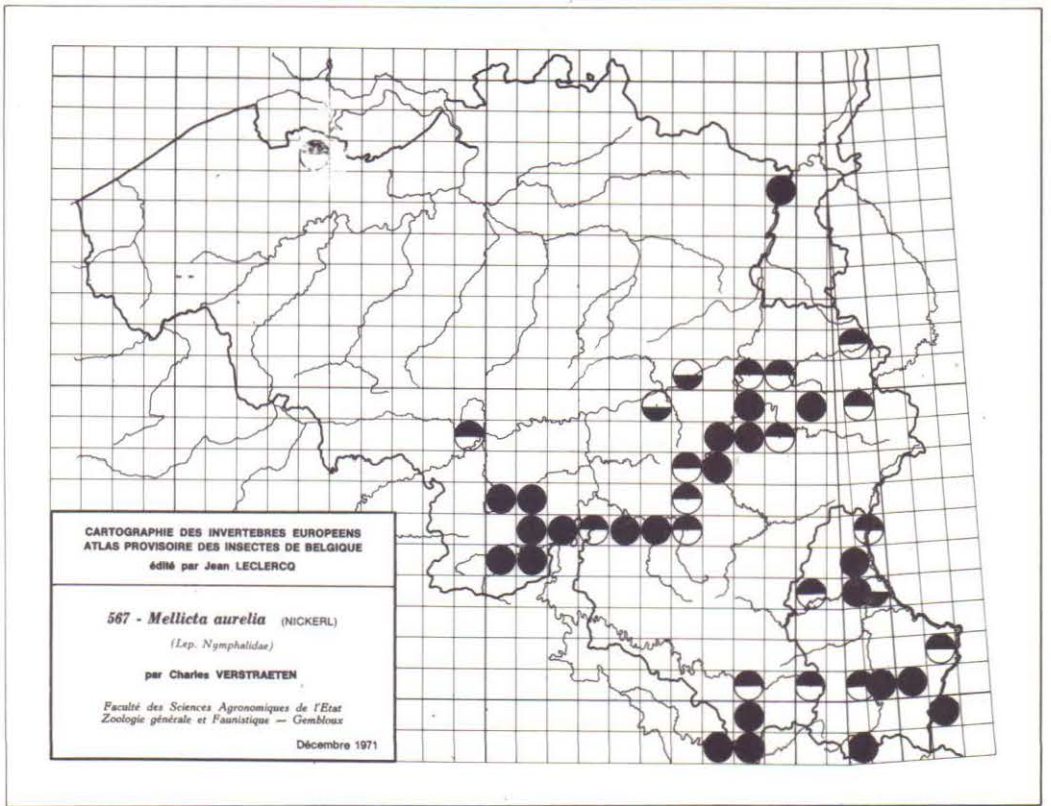 CARTOGRAPHIE DES INVERTEBRES EUROPEENS
ATLAS PROVISOIRE DES INSECTES DE BELGIQUE
édité par Jean LECLERCQ
567 - Mellicta aurelia (NICKERL)
(Lep. Nymphalidae)
par Charles VERSTRAETEN
Faculté des Sciences Agronomiques de l'Etat
Zoologie générale et Faunistique — Gembloux
Décembre 1971